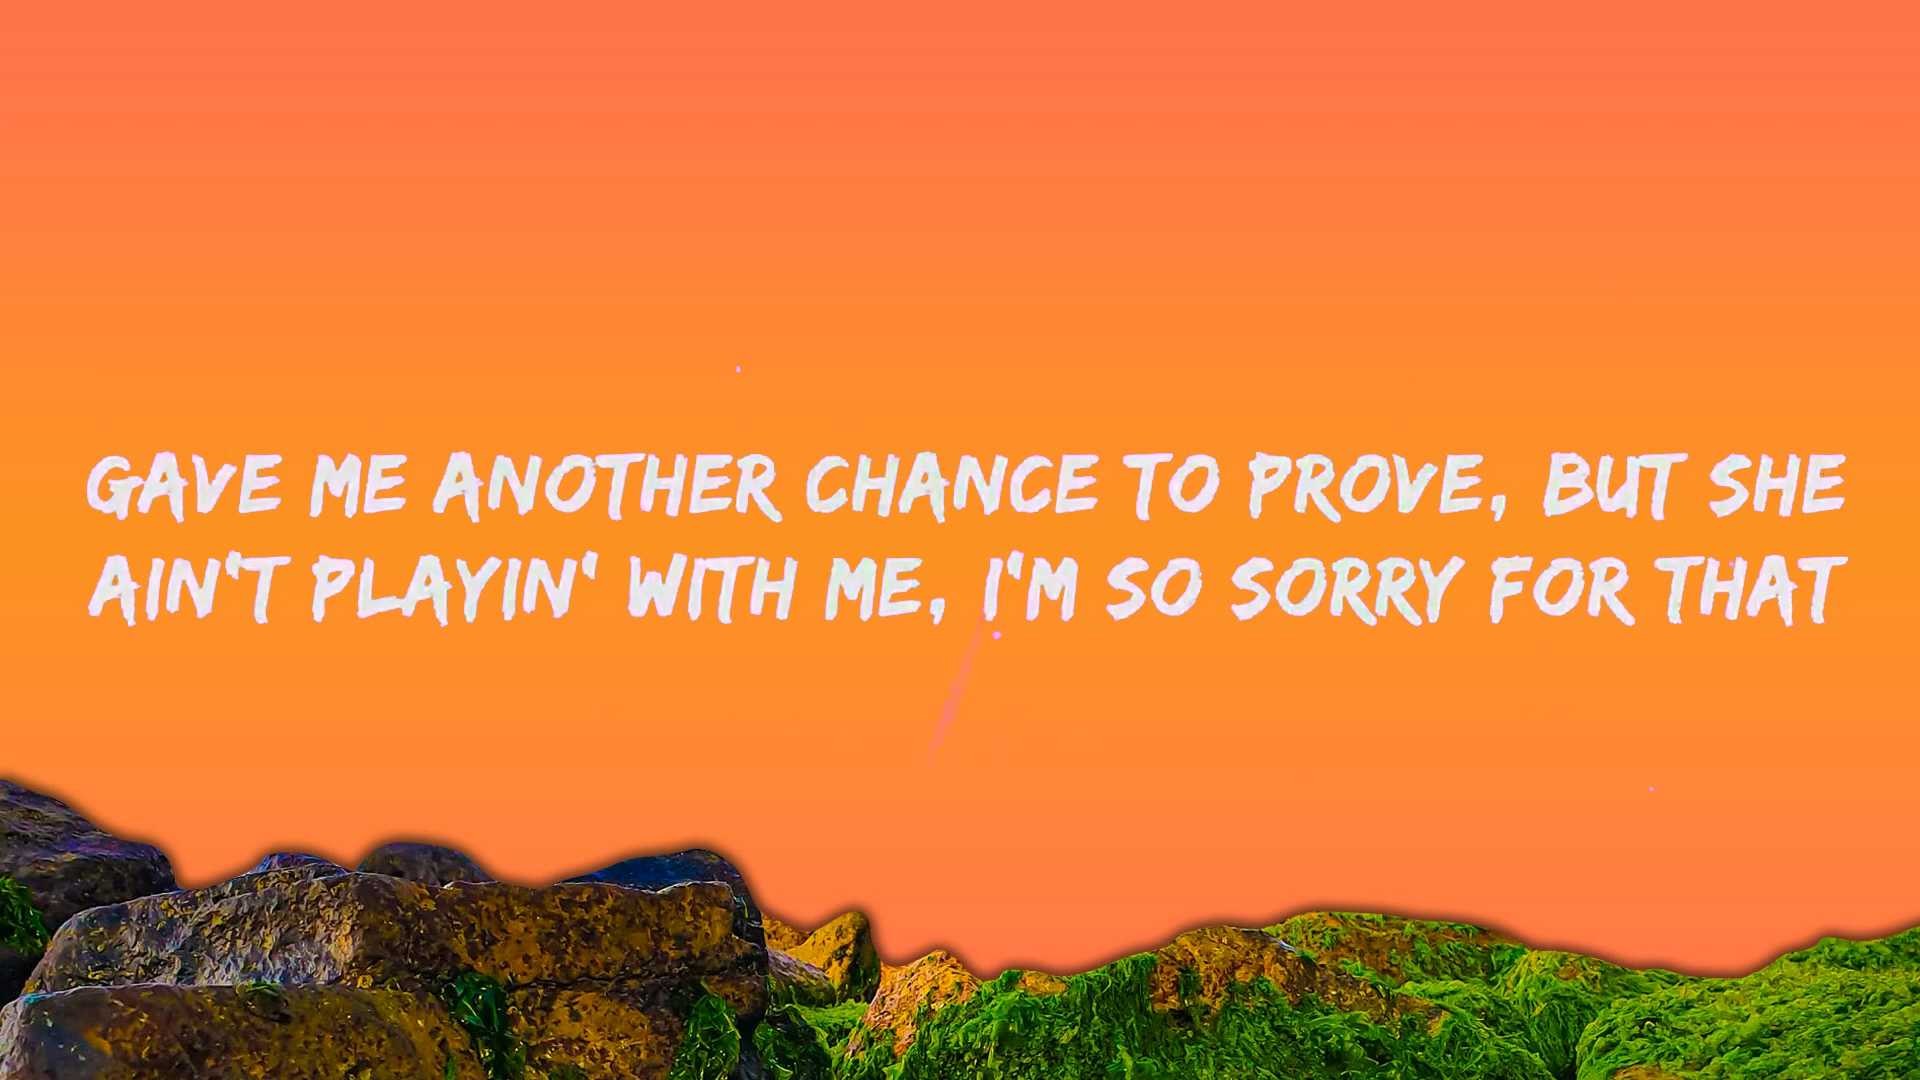 GAVE ME ANOTHER CHANCE TO PROVE, BUT SHE
AIN'T PLAYIN' WITH ME, I'M SO SORRY FOR THAT